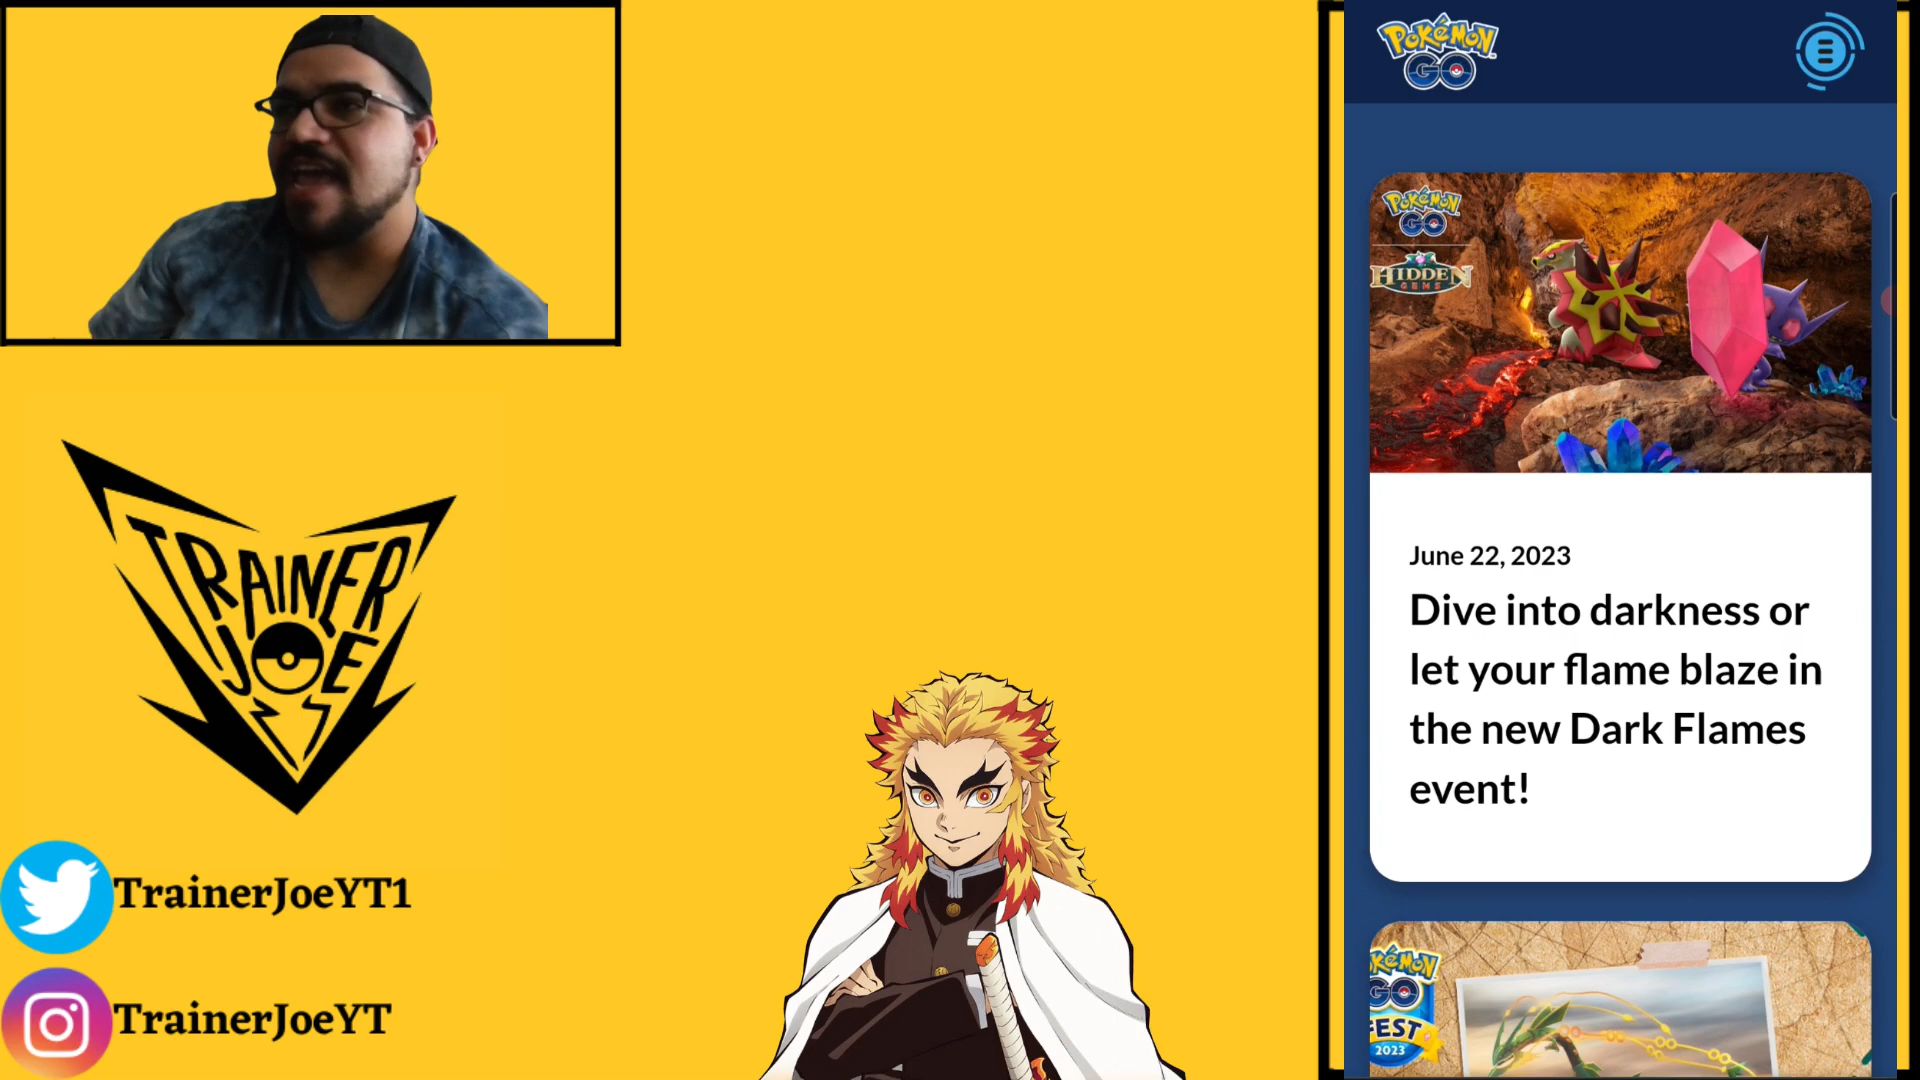 TRAINER
JOE
TrainerJoeYT1
TrainerJoeYT
POKéMON
GO
POKéMON
GO
HIDDEN
GEMS
June 22, 2023
Dive into darkness or
let your flame blaze in
the new Dark Flames
event!
KéMON
GO
FEST
2023